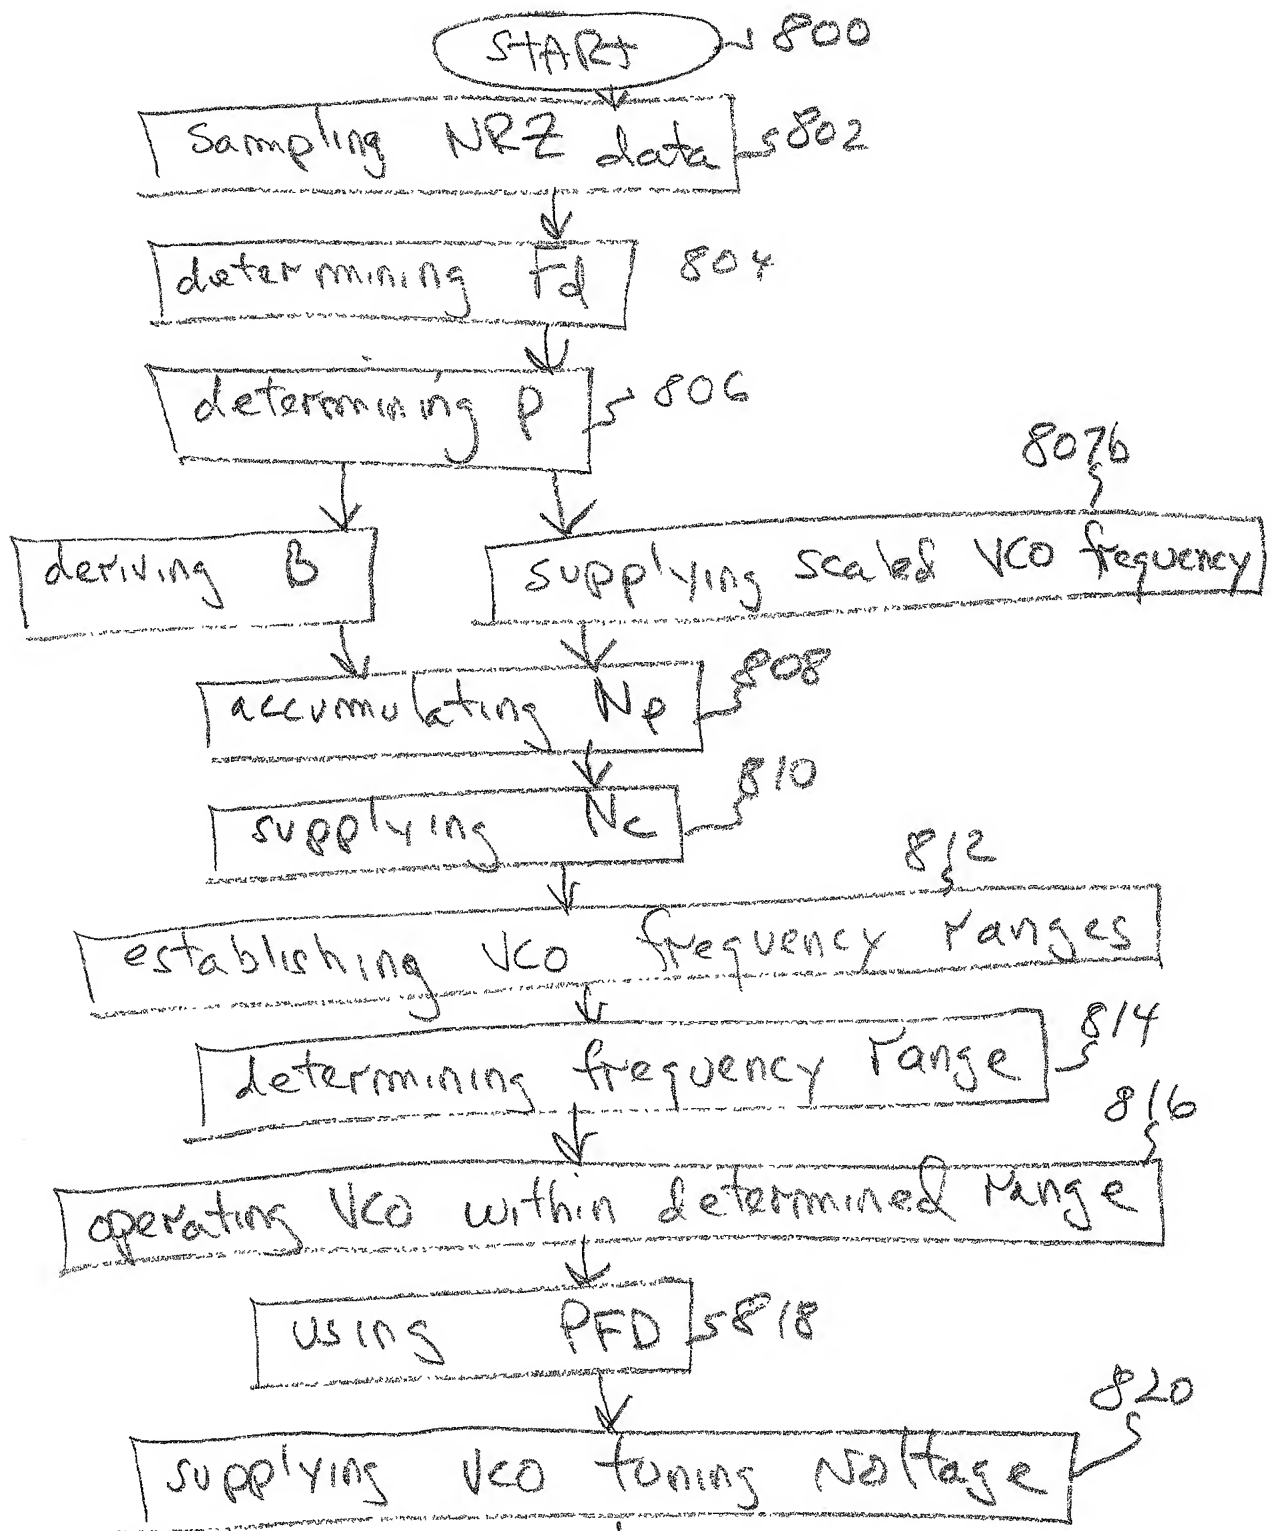 START 800
Sampling NRZ data 802
determining Fd 804
determining P 806
807b
deriving B
supplying scaled VCO frequency
accumulating Np 808
supplying Nc 810
812
establishing VCO frequency ranges
determining frequency range 814
816
operating VCO within determined range
using PFD 818
820
supplying VCO tuning Voltage